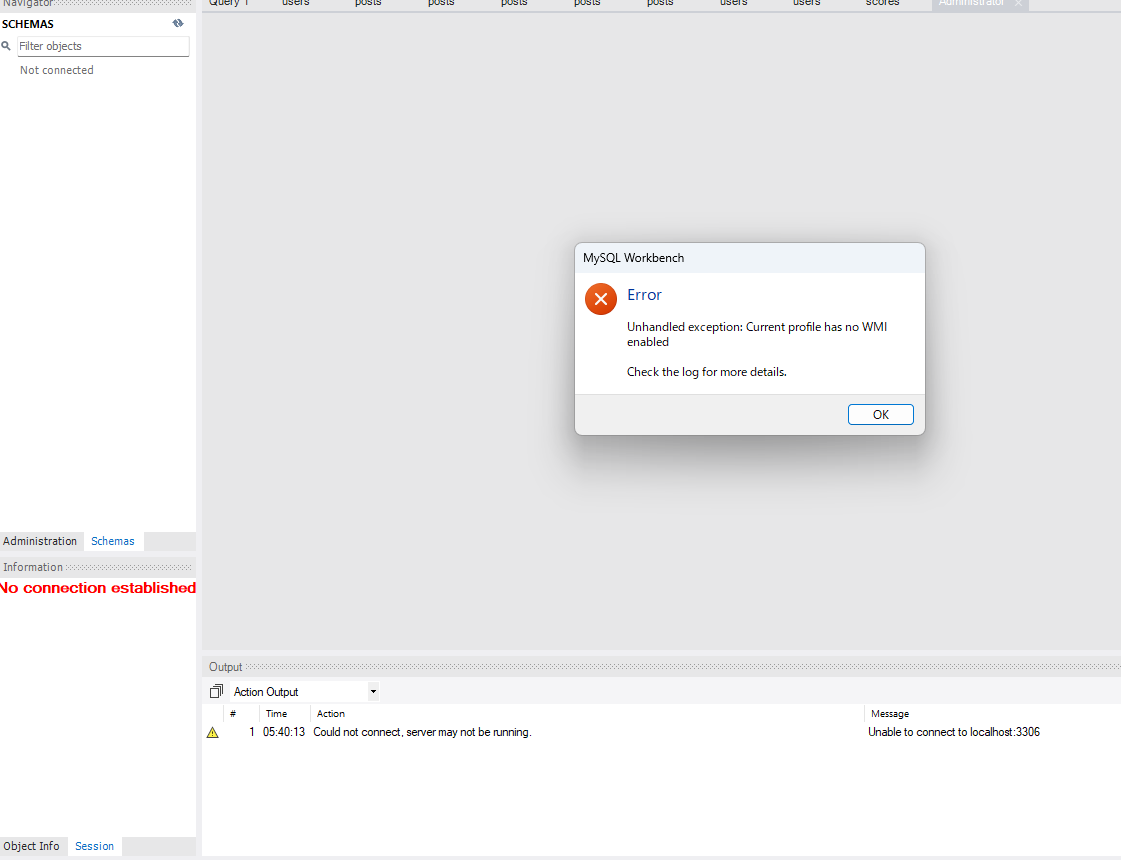 Navigator
Query 1
users
posts
posts
posts
posts
posts
users
users
scores
Administrator
SCHEMAS
Filter objects
Not connected
MySQL Workbench
Error
Unhandled exception: Current profile has no WMI
enabled
Check the log for more details.
OK
Administration
Schemas
Information
No connection established
Output
Action Output
# Time Action Message
1 05:40:13 Could not connect, server may not be running. Unable to connect to localhost:3306
Object Info
Session